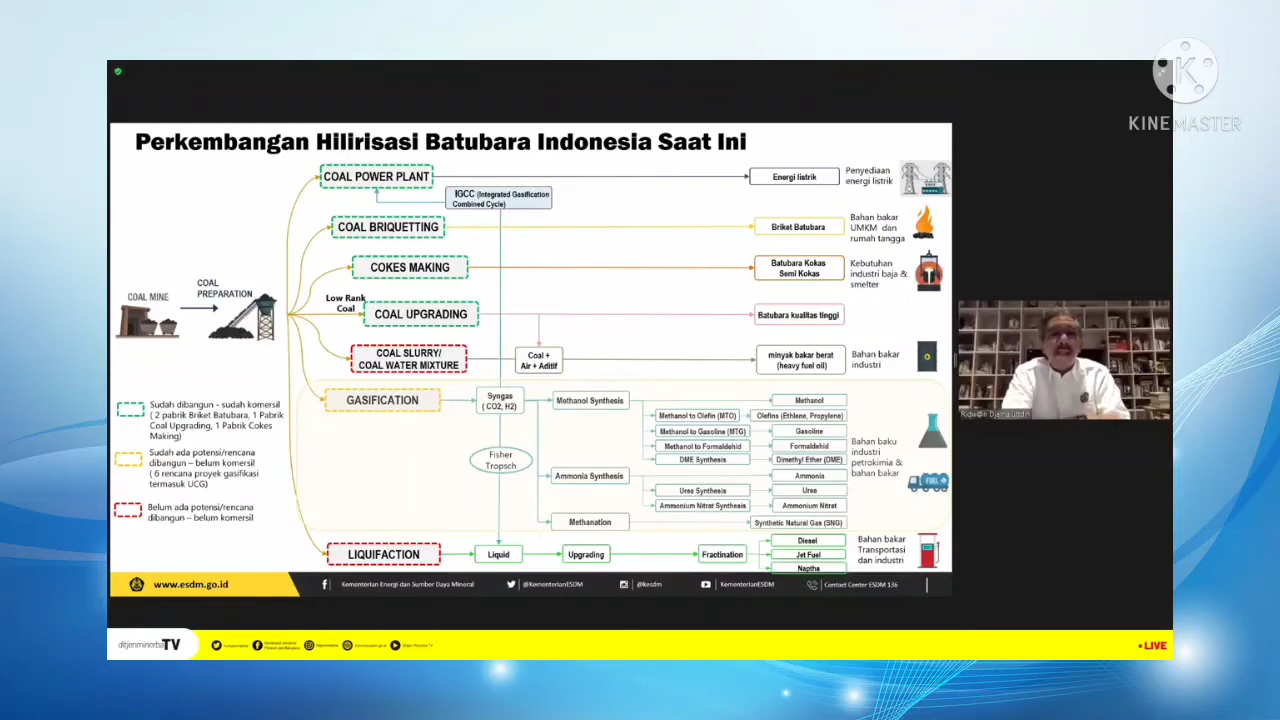 KINEMASTER
Perkembangan Hilirisasi Batubara Indonesia Saat Ini
COAL POWER PLANT
Energi listrik
Penyediaan
energi listrik
IGCC (Integrated Gasification
Combined Cycle)
COAL BRIQUETTING
Briket Batubara
Bahan bakar
UMKM dan
rumah tangga
COKES MAKING
Batubara Kokas
Semi Kokas
Kebutuhan
industri baja &
smelter
COAL MINE
COAL
PREPARATION
Low Rank
Coal
COAL UPGRADING
Batubara kualitas tinggi
COAL SLURRY/
COAL WATER MIXTURE
Coal +
Air + Aditif
minyak bakar berat
(heavy fuel oil)
Bahan bakar
industri
GASIFICATION
Syngas
( CO2, H2)
Methanol Synthesis
Methanol
Methanol to Olefin (MTO)
Olefins (Ethlene, Propylene)
Methanol to Gasoline (MTG)
Gasoline
Methanol to Formaldehid
Formaldehid
DME Synthesis
Dimethyl Ether (DME)
Fisher
Tropsch
Ammonia Synthesis
Ammonia
Urea Synthesis
Urea
Ammonium Nitrat Synthesis
Ammonium Nitrat
Methanation
Synthetic Natural Gas (SNG)
Bahan baku
industri
petrokimia &
bahan bakar
FUEL
LIQUIFACTION
Liquid
Upgrading
Fractination
Diesel
Jet Fuel
Naptha
Bahan bakar
Transportasi
dan industri
Sudah dibangun - sudah komersil
( 2 pabrik Briket Batubara, 1 Pabrik
Coal Upgrading, 1 Pabrik Cokes
Making)
Sudah ada potensi/rencana
dibangun - belum komersil
( 6 rencana proyek gasifikasi
termasuk UCG)
Belum ada potensi/rencana
dibangun - belum komersil
www.esdm.go.id
Kementerian Energi dan Sumber Daya Mineral
@KementerianESDM
@kesdm
KementerianESDM
Contact Center ESDM 136
Ridwan Djamaluddin
ditjenminerbaTV
LIVE